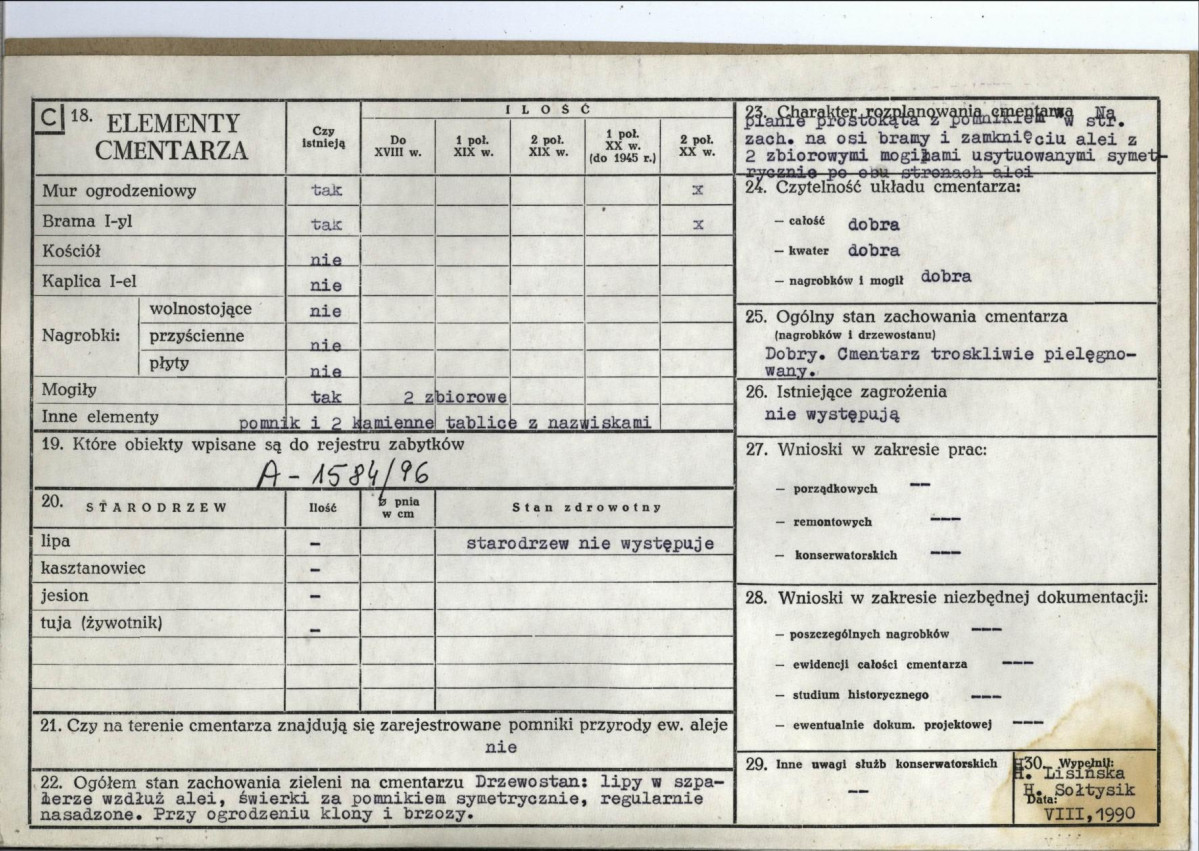 C 18. ELEMENTY CMENTARZA
Czy istnieją
ILOŚĆ
Do XVIII w.
1 poł. XIX w.
2 poł. XIX w.
1 poł. XX w. (do 1945 r.)
2 poł. XX w.
Mur ogrodzeniowy tak x
Brama I-yl tak x
Kościół nie
Kaplica I-el nie
Nagrobki: wolnostojące nie
przyścienne nie
płyty nie
Mogiły tak 2 zbiorowe
Inne elementy pomnik i 2 kamienne tablice z nazwiskami
19. Które obiekty wpisane są do rejestru zabytków
A-1584/96
20. STARODRZEW Ilość ø pnia w cm Stan zdrowotny
lipa – starodrzew nie występuje
kasztanowiec –
jesion –
tuja (żywotnik) –
21. Czy na terenie cmentarza znajdują się zarejestrowane pomniki przyrody ew. aleje
nie
22. Ogółem stan zachowania zieleni na cmentarzu Drzewostan: lipy w szpa-
lerze wzdłuż alei, świerki za pomnikiem symetrycznie, regularnie
nasadzone. Przy ogrodzeniu klony i brzozy.
23. Charakter rozplanowania cmentarza Na
planie prostokąta z pomnikiem w str.
zach. na osi bramy i zamknięciu alei z
2 zbiorowymi mogiłami usytuowanymi symet-
rycznie po obu stronach alei
24. Czytelność układu cmentarza:
– całość dobra
– kwater dobra
– nagrobków i mogił dobra
25. Ogólny stan zachowania cmentarza
(nagrobków i drzewostanu)
Dobry. Cmentarz troskliwie pielęgno-
wany.
26. Istniejące zagrożenia
nie występują
27. Wnioski w zakresie prac:
– porządkowych --
– remontowych ---
– konserwatorskich ---
28. Wnioski w zakresie niezbędnej dokumentacji:
– poszczególnych nagrobków ---
– ewidencji całości cmentarza ---
– studium historycznego ---
– ewentualnie dokum. projektowej ---
29. Inne uwagi służb konserwatorskich
--
30. Wypełnił:
H. Lisińska
H. Sołtysik
Data:
VIII,1990